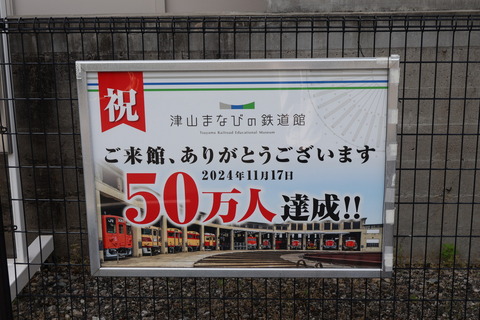 祝
津山まなびの鉄道館
Tsuyama Railroad Educational Museum
ご来館、ありがとうございます
2024年11月17日
50万人達成!!